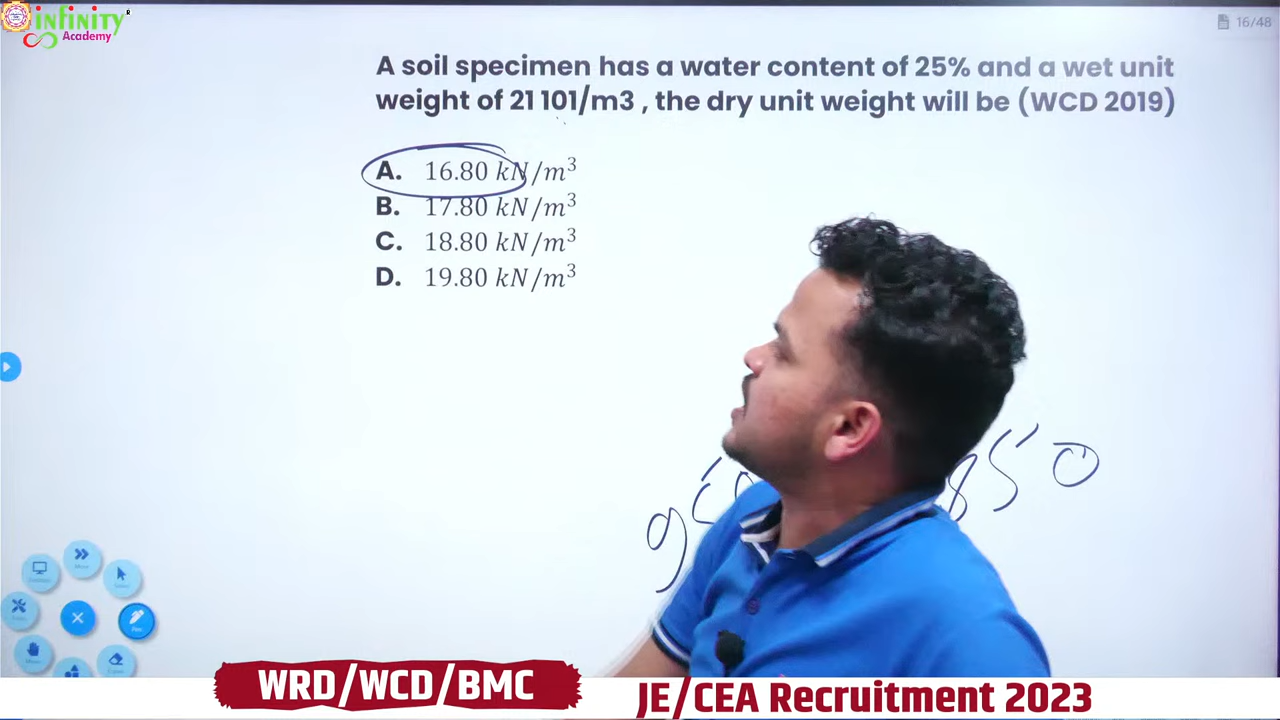 infinity
Academy
16/48
A soil specimen has a water content of 25% and a wet unit
weight of 21 101/m3 , the dry unit weight will be (WCD 2019)
A. 16.80 kN/m³
B. 17.80 kN/m³
C. 18.80 kN/m³
D. 19.80 kN/m³
850
WRD/WCD/BMC
JE/CEA Recruitment 2023